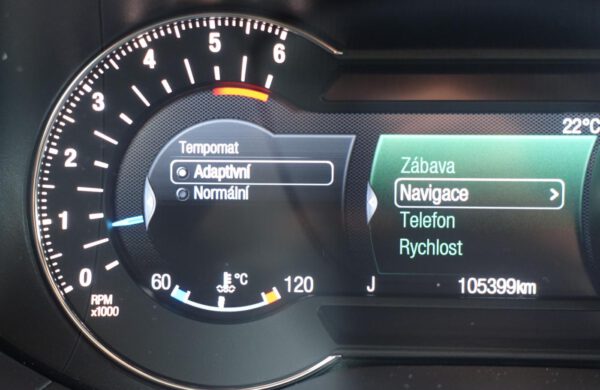 0
1
2
3
4
5
6
RPM
x1000
Tempomat
Adaptivní
Normální
60
°C
120
22°C
Zábava
Navigace >
Telefon
Rychlost
J
105399km